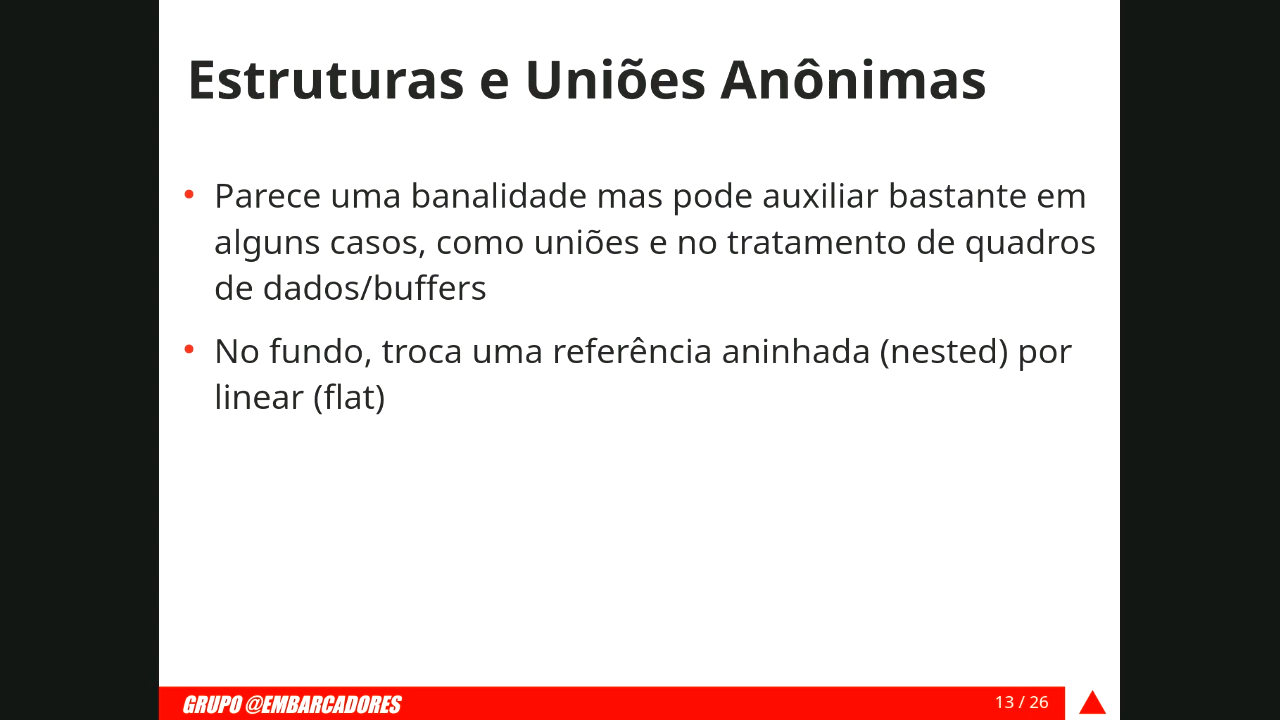 Estruturas e Uniões Anônimas
• Parece uma banalidade mas pode auxiliar bastante em
alguns casos, como uniões e no tratamento de quadros
de dados/buffers
• No fundo, troca uma referência aninhada (nested) por
linear (flat)
GRUPO @EMBARCADORES
13 / 26